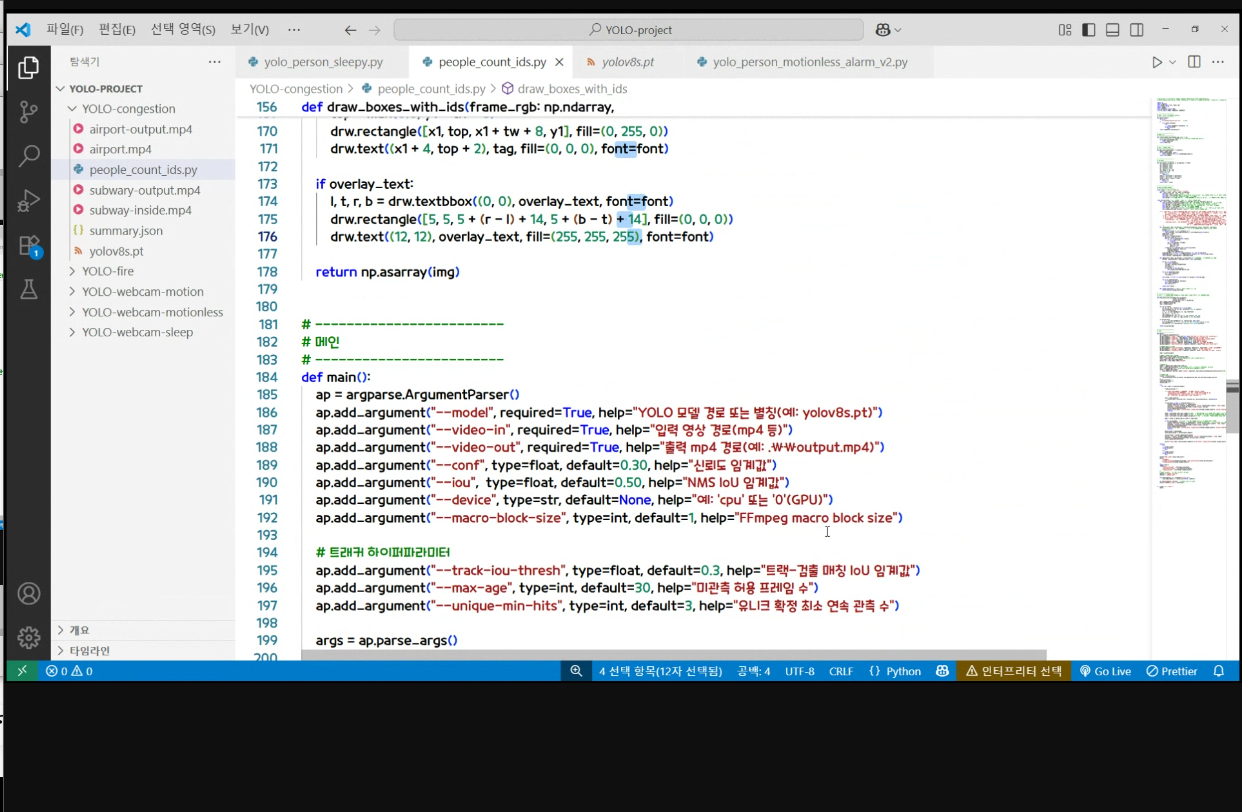 파일(F) 편집(E) 선택 영역(S) 보기(V) ··· YOLO-project
탐색기 ···
yolo_person_sleepy.py people_count_ids.py yolov8s.pt yolo_person_motionless_alarm_v2.py
YOLO-PROJECT
YOLO-congestion
airport-output.mp4
airport.mp4
people_count_ids.py
subwary-output.mp4
subway-inside.mp4
summary.json
yolov8s.pt
YOLO-fire
YOLO-webcam-motion
YOLO-webcam-motionless
YOLO-webcam-sleep
개요
타임라인
YOLO-congestion > people_count_ids.py > draw_boxes_with_ids
156 def draw_boxes_with_ids(frame_rgb: np.ndarray,
170 drw.rectangle([x1, top, x1 + tw + 8, y1], fill=(0, 255, 0))
171 drw.text((x1 + 4, top + 2), tag, fill=(0, 0, 0), font=font)
172
173 if overlay_text:
174 l, t, r, b = drw.textbbox((0, 0), overlay_text, font=font)
175 drw.rectangle([5, 5, 5 + (r - l) + 14, 5 + (b - t) + 14], fill=(0, 0, 0))
176 drw.text((12, 12), overlay_text, fill=(255, 255, 255), font=font)
177
178 return np.asarray(img)
179
180
181 # ------------------------
182 # 메인
183 # ------------------------
184 def main():
185 ap = argparse.ArgumentParser()
186 ap.add_argument("--model", required=True, help="YOLO 모델 경로 또는 별칭(예: yolov8s.pt)")
187 ap.add_argument("--video-in", required=True, help="입력 영상 경로(mp4 등)")
188 ap.add_argument("--video-out", required=True, help="출력 mp4 경로(예: .₩₩output.mp4)")
189 ap.add_argument("--conf", type=float, default=0.30, help="신뢰도 임계값")
190 ap.add_argument("--iou", type=float, default=0.50, help="NMS IoU 임계값")
191 ap.add_argument("--device", type=str, default=None, help="예: 'cpu' 또는 '0'(GPU)")
192 ap.add_argument("--macro-block-size", type=int, default=1, help="FFmpeg macro block size")
193
194 # 트래커 하이퍼파라미터
195 ap.add_argument("--track-iou-thresh", type=float, default=0.3, help="트랙-검출 매칭 IoU 임계값")
196 ap.add_argument("--max-age", type=int, default=30, help="미관측 허용 프레임 수")
197 ap.add_argument("--unique-min-hits", type=int, default=3, help="유니크 확정 최소 연속 관측 수")
198
199 args = ap.parse_args()
200
0 0 4 선택 항목(12자 선택됨) 공백: 4 UTF-8 CRLF {} Python 인터프리터 선택 Go Live Prettier